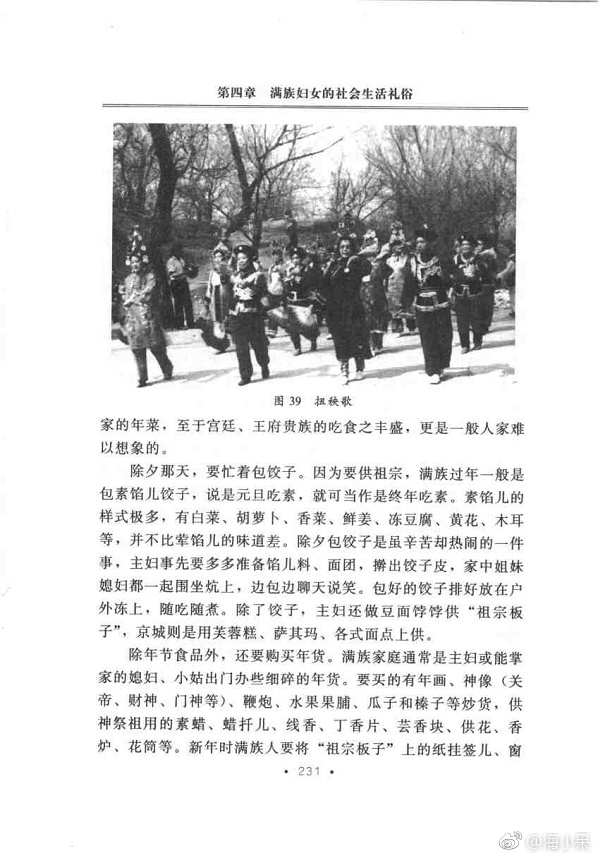 第四章 满族妇女的社会生活礼俗
图 39 扭秧歌
家的年菜，至于宫廷、王府贵族的吃食之丰盛，更是一般人家难
以想象的。
除夕那天，要忙着包饺子。因为要供祖宗，满族过年一般是
包素馅儿饺子，说是元旦吃素，就可当作是终年吃素。素馅儿的
样式极多，有白菜、胡萝卜、香菜、鲜姜、冻豆腐、黄花、木耳
等，并不比荤馅儿的味道差。除夕包饺子是虽辛苦却热闹的一件
事，主妇事先要多多准备馅儿料、面团，擀出饺子皮，家中姐妹
媳妇都一起围坐炕上，边包边聊天说笑。包好的饺子排好放在户
外冻上，随吃随煮。除了饺子，主妇还做豆面饽饽供“祖宗板
子”，京城则是用芙蓉糕、萨其玛、各式面点上供。
除年节食品外，还要购买年货。满族家庭通常是主妇或能掌
家的媳妇、小姑出门办些细碎的年货。要买的有年画、神像（关
帝、财神、门神等）、鞭炮、水果果脯、瓜子和榛子等炒货，供
神祭祖用的素蜡、蜡扦儿、线香、丁香片、芸香块、供花、香
炉、花筒等。新年时满族人要将“祖宗板子”上的纸挂签儿、窗
• 231 •
@海小枼